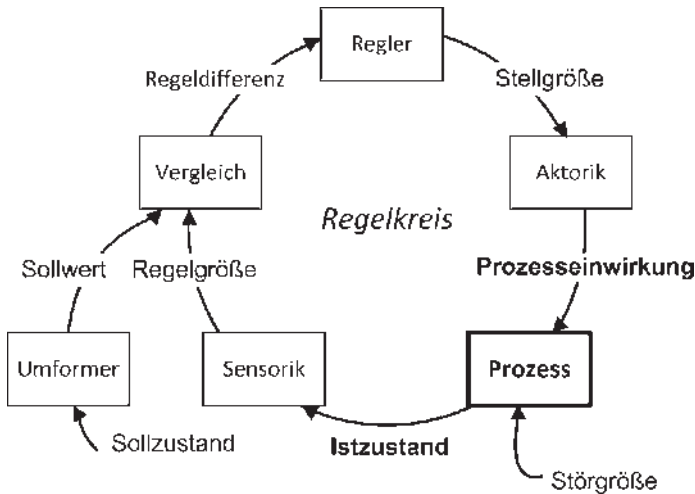 Regler
Regeldifferenz
Stellgröße
Vergleich
Aktorik
Regelkreis
Sollwert
Regelgröße
Prozesseinwirkung
Umformer
Sensorik
Prozess
Sollzustand
Istzustand
Störgröße